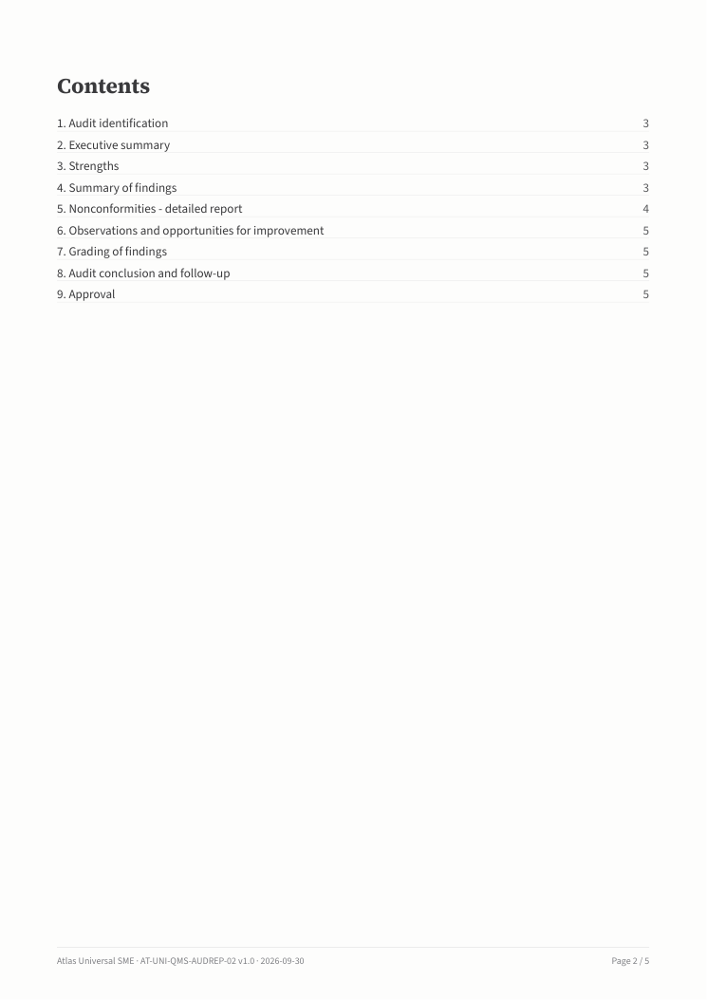 Contents
1. Audit identification 3
2. Executive summary 3
3. Strengths 3
4. Summary of findings 3
5. Nonconformities - detailed report 4
6. Observations and opportunities for improvement 5
7. Grading of findings 5
8. Audit conclusion and follow-up 5
9. Approval 5
Atlas Universal SME · AT-UNI-QMS-AUDREP-02 v1.0 · 2026-09-30 Page 2 / 5